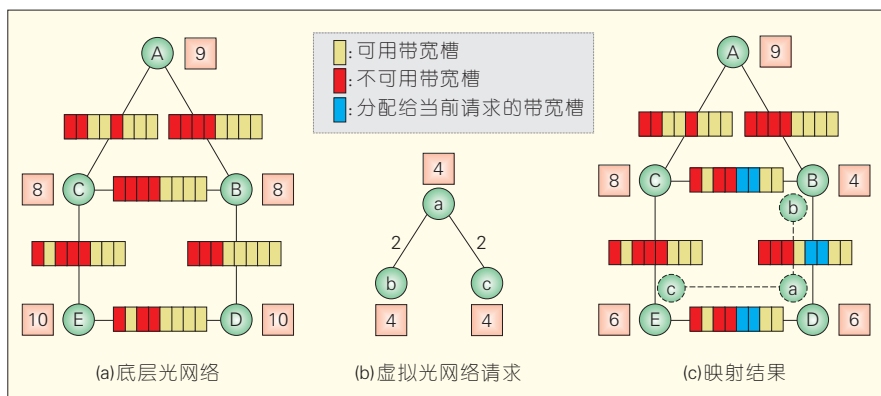 A 9
C 8
B 8
E 10
D 10
(a)底层光网络
:可用带宽槽
:不可用带宽槽
:分配给当前请求的带宽槽
4
a
2 2
b c
4 4
(b)虚拟光网络请求
A 9
8 C B 4
b
c a
6 E D 6
(c)映射结果